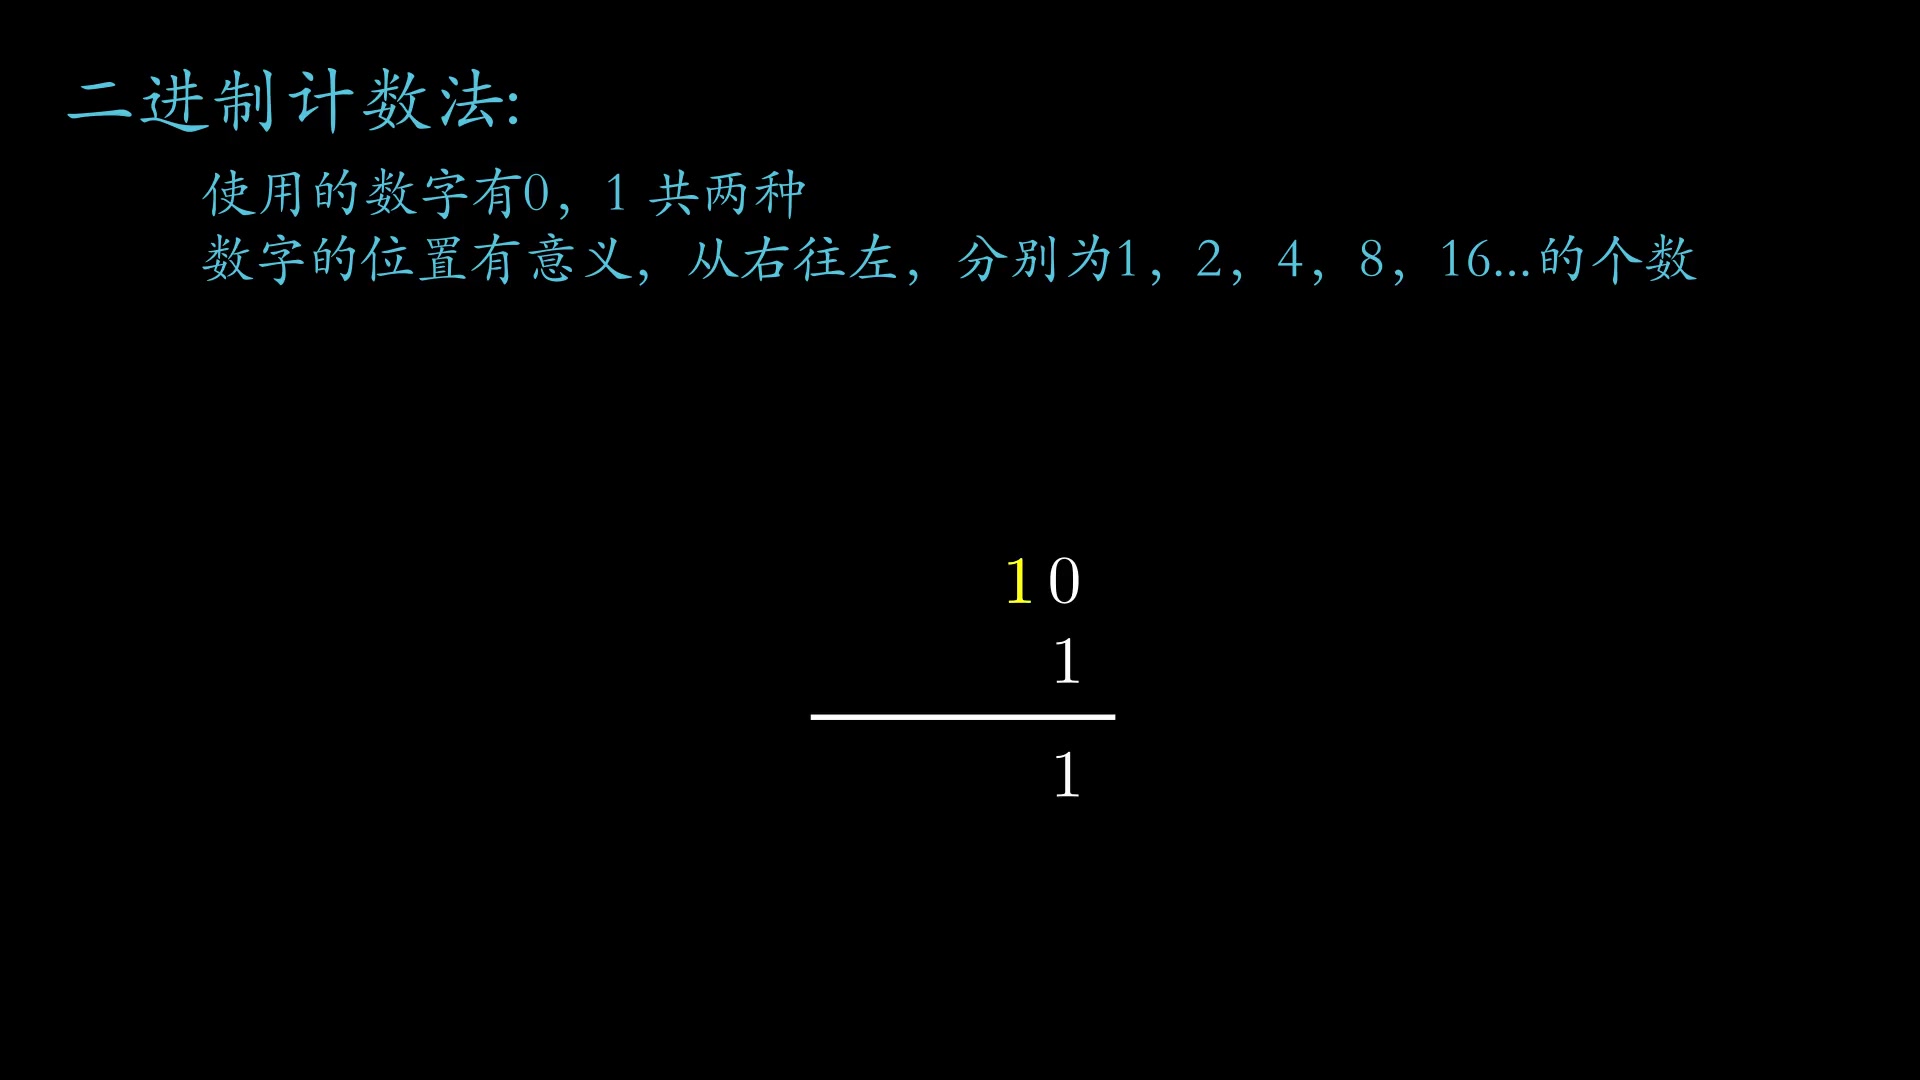 二进制计数法:
使用的数字有0，1 共两种
数字的位置有意义，从右往左，分别为1，2，4，8，16...的个数
1 0
1
1